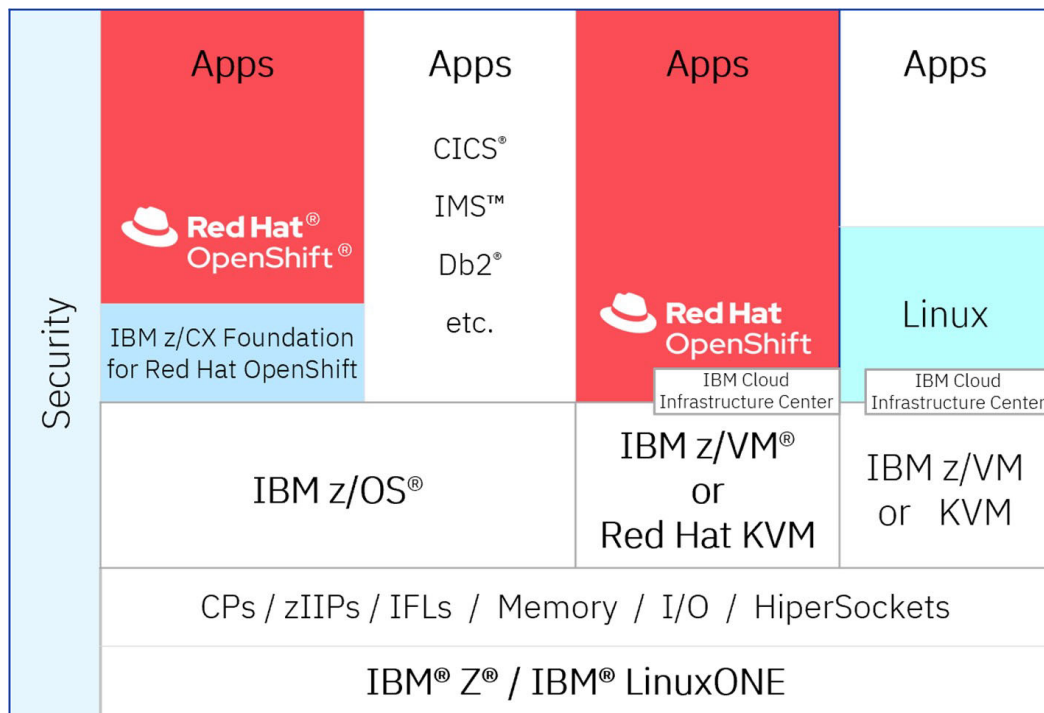 Security
Apps
Red Hat®
OpenShift®
IBM z/CX Foundation
for Red Hat OpenShift
Apps
CICS®
IMS™
Db2®
etc.
IBM z/OS®
Apps
Red Hat
OpenShift
IBM Cloud
Infrastructure Center
IBM z/VM®
or
Red Hat KVM
Apps
Linux
IBM Cloud
Infrastructure Center
IBM z/VM
or KVM
CPs / zIIPs / IFLs / Memory / I/O / HiperSockets
IBM® Z® / IBM® LinuxONE